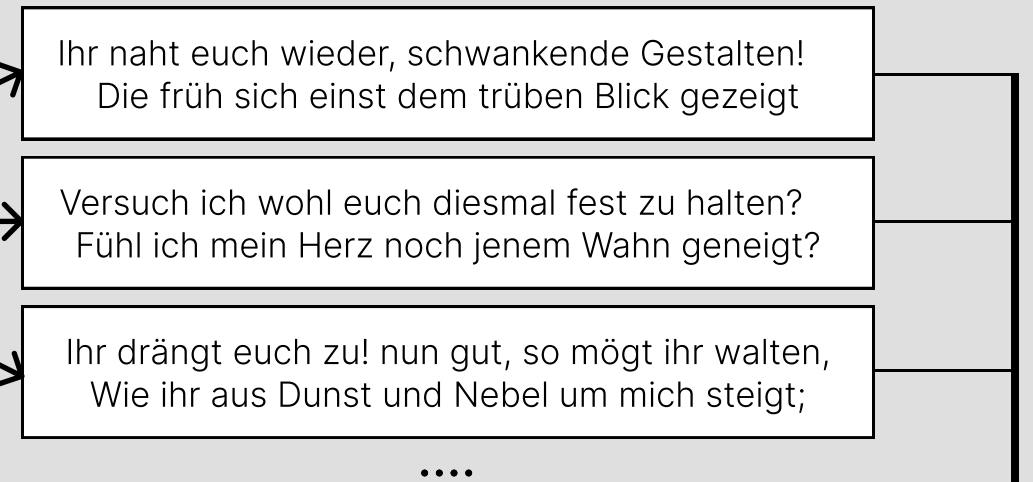 Ihr naht euch wieder, schwankende Gestalten!
Die früh sich einst dem trüben Blick gezeigt
Versuch ich wohl euch diesmal fest zu halten?
Fühl ich mein Herz noch jenem Wahn geneigt?
Ihr drängt euch zu! nun gut, so mögt ihr walten,
Wie ihr aus Dunst und Nebel um mich steigt;
....